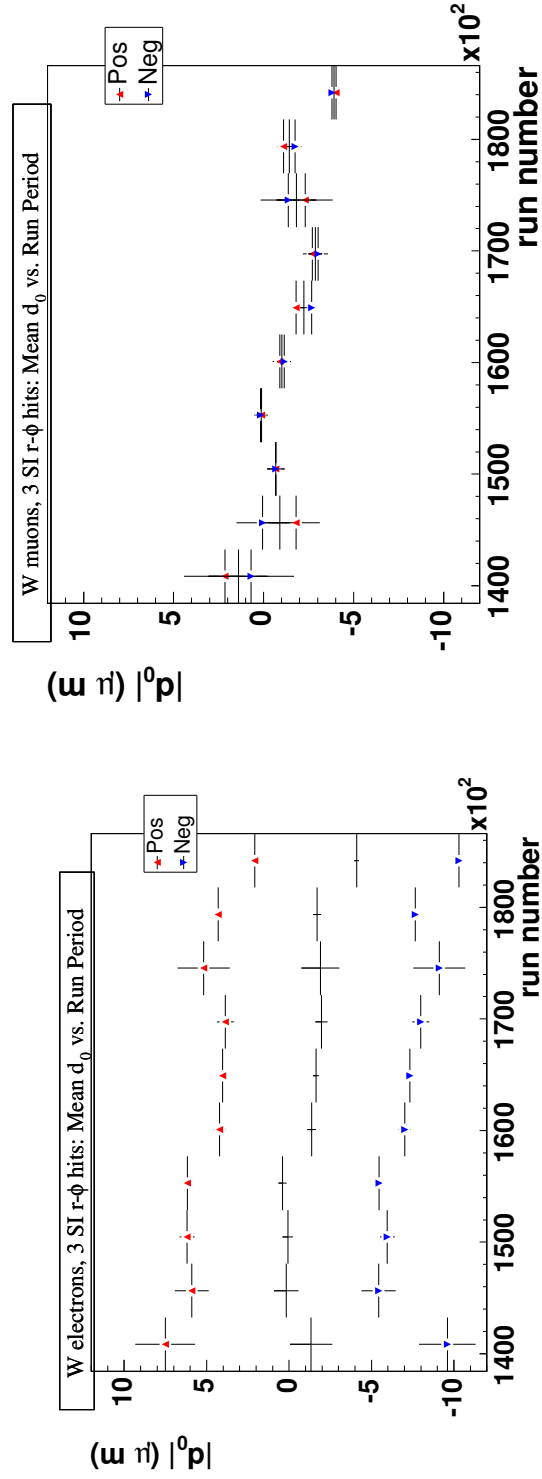 W electrons, 3 SI r-ϕ hits: Mean d0 vs. Run Period
Pos
Neg
|d0| (μ m)
10
5
0
-5
-10
1400
1500
1600
1700
1800
x10²
run number
W muons, 3 SI r-ϕ hits: Mean d0 vs. Run Period
Pos
Neg
|d0| (μ m)
10
5
0
-5
-10
1400
1500
1600
1700
1800
x10²
run number